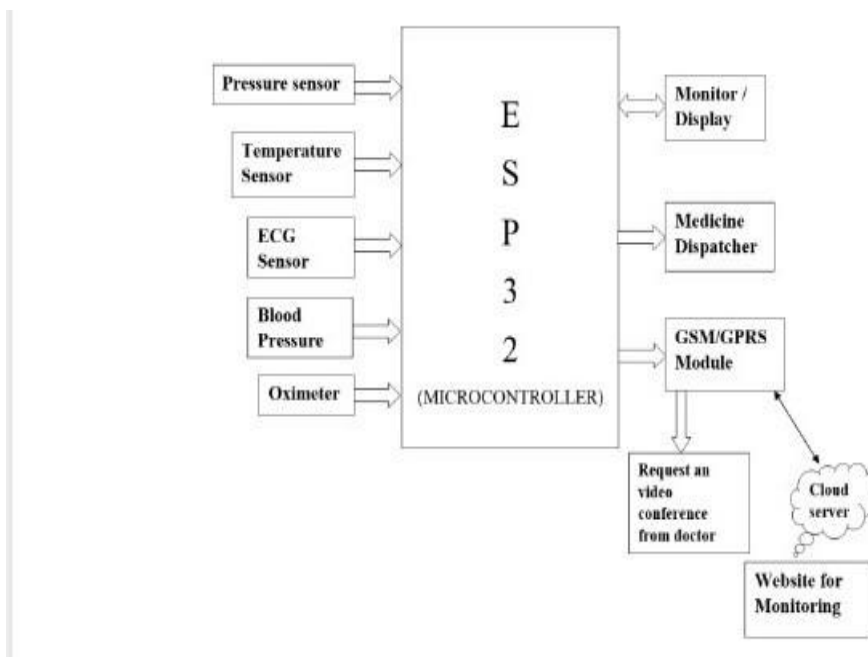 Pressure sensor
Temperature
Sensor
ECG
Sensor
Blood
Pressure
Oximeter
E
S
P
3
2
(MICROCONTROLLER)
Monitor /
Display
Medicine
Dispatcher
GSM/GPRS
Module
Request an
video
conference
from doctor
Cloud
server
Website for
Monitoring